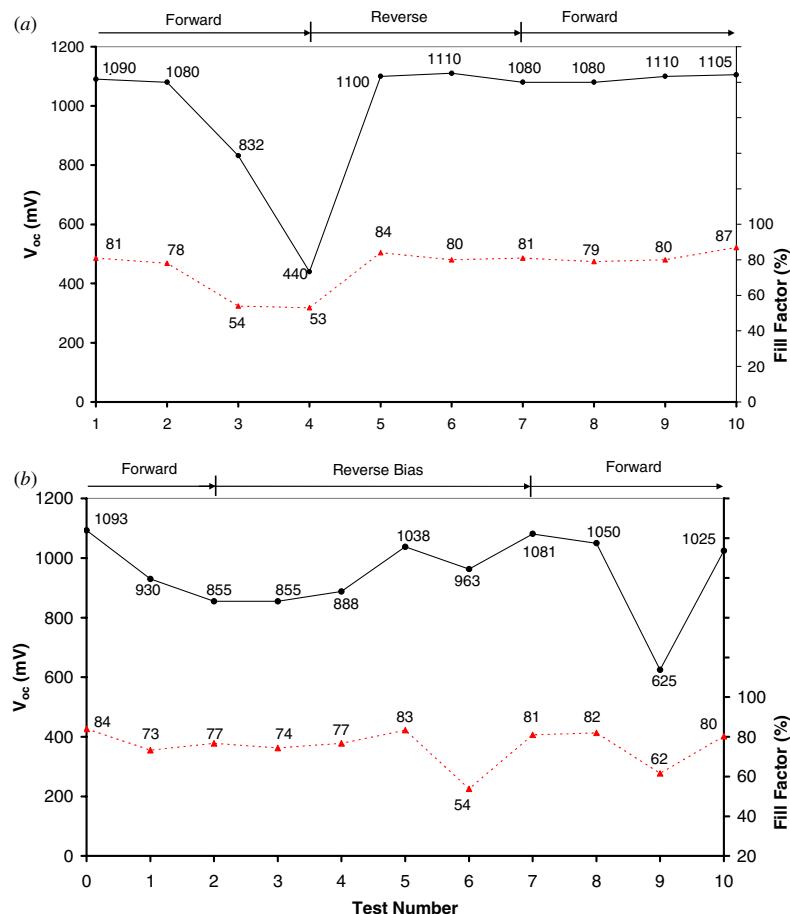 (a)
Forward Reverse Forward
1200
1000
800
600
400
200
0
V_oc (mV)
1090 1080 832 440 1100 1110 1080 1080 1110 1105
81 78 54 53 84 80 81 79 80 87
100
80
60
40
20
0
Fill Factor (%)
1 2 3 4 5 6 7 8 9 10
(b)
Forward Reverse Bias Forward
1200
1000
800
600
400
200
0
V_oc (mV)
1093 930 855 855 888 1038 963 1081 1050 625 1025
84 73 77 74 77 83 54 81 82 62 80
100
80
60
40
20
Fill Factor (%)
0 1 2 3 4 5 6 7 8 9 10
Test Number